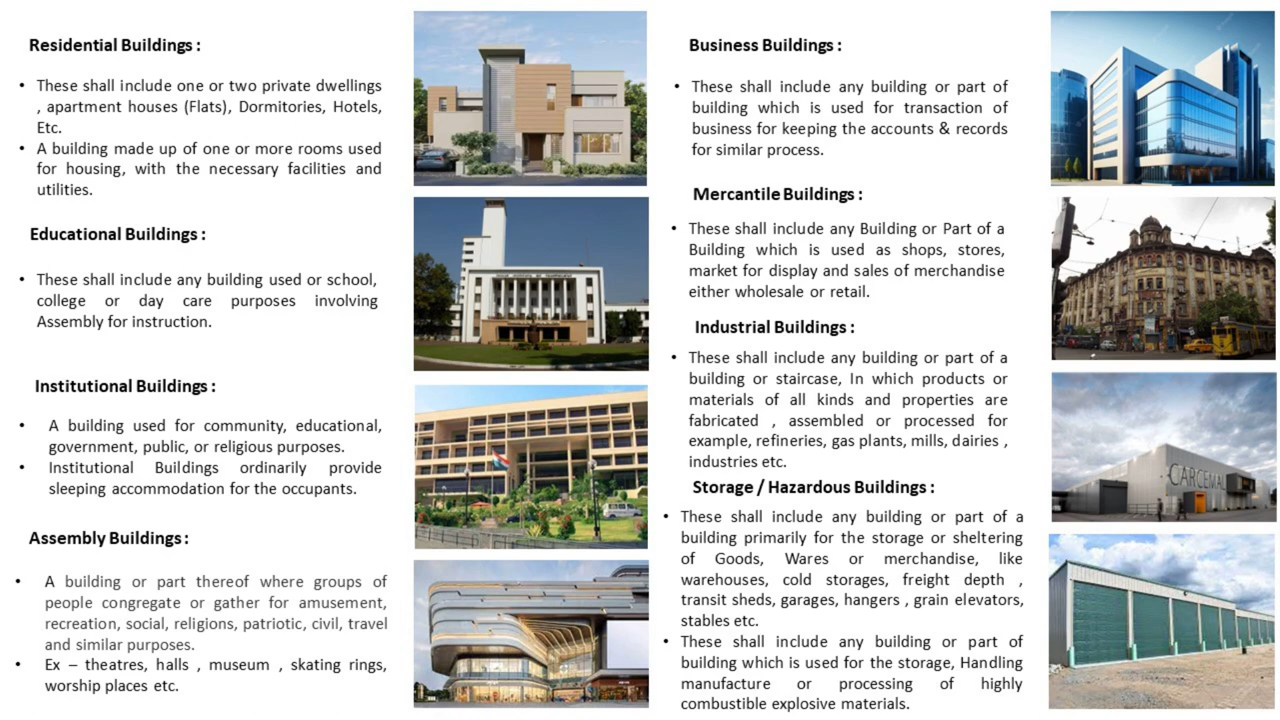 Residential Buildings :
• These shall include one or two private dwellings
, apartment houses (Flats), Dormitories, Hotels,
Etc.
• A building made up of one or more rooms used
for housing, with the necessary facilities and
utilities.
Educational Buildings :
• These shall include any building used or school,
college or day care purposes involving
Assembly for instruction.
Institutional Buildings :
• A building used for community, educational,
government, public, or religious purposes.
• Institutional Buildings ordinarily provide
sleeping accommodation for the occupants.
Assembly Buildings :
• A building or part thereof where groups of
people congregate or gather for amusement,
recreation, social, religions, patriotic, civil, travel
and similar purposes.
• Ex – theatres, halls , museum , skating rings,
worship places etc.
Business Buildings :
• These shall include any building or part of
building which is used for transaction of
business for keeping the accounts & records
for similar process.
Mercantile Buildings :
• These shall include any Building or Part of a
Building which is used as shops, stores,
market for display and sales of merchandise
either wholesale or retail.
Industrial Buildings :
• These shall include any building or part of a
building or staircase, In which products or
materials of all kinds and properties are
fabricated , assembled or processed for
example, refineries, gas plants, mills, dairies ,
industries etc.
CARCEMAL
Storage / Hazardous Buildings :
• These shall include any building or part of a
building primarily for the storage or sheltering
of Goods, Wares or merchandise, like
warehouses, cold storages, freight depth ,
transit sheds, garages, hangers , grain elevators,
stables etc.
• These shall include any building or part of
building which is used for the storage, Handling
manufacture or processing of highly
combustible explosive materials.